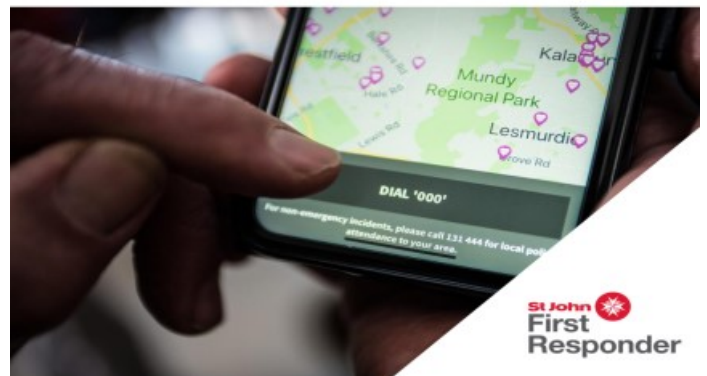 restfield
Hale Rd
Lewis Rd
Mundy
Regional Park
Kala
Lesmurdie
Grove Rd
DIAL '000'
For non-emergency incidents, please call 131 444 for local poli
attendance to your area.
St John
First
Responder